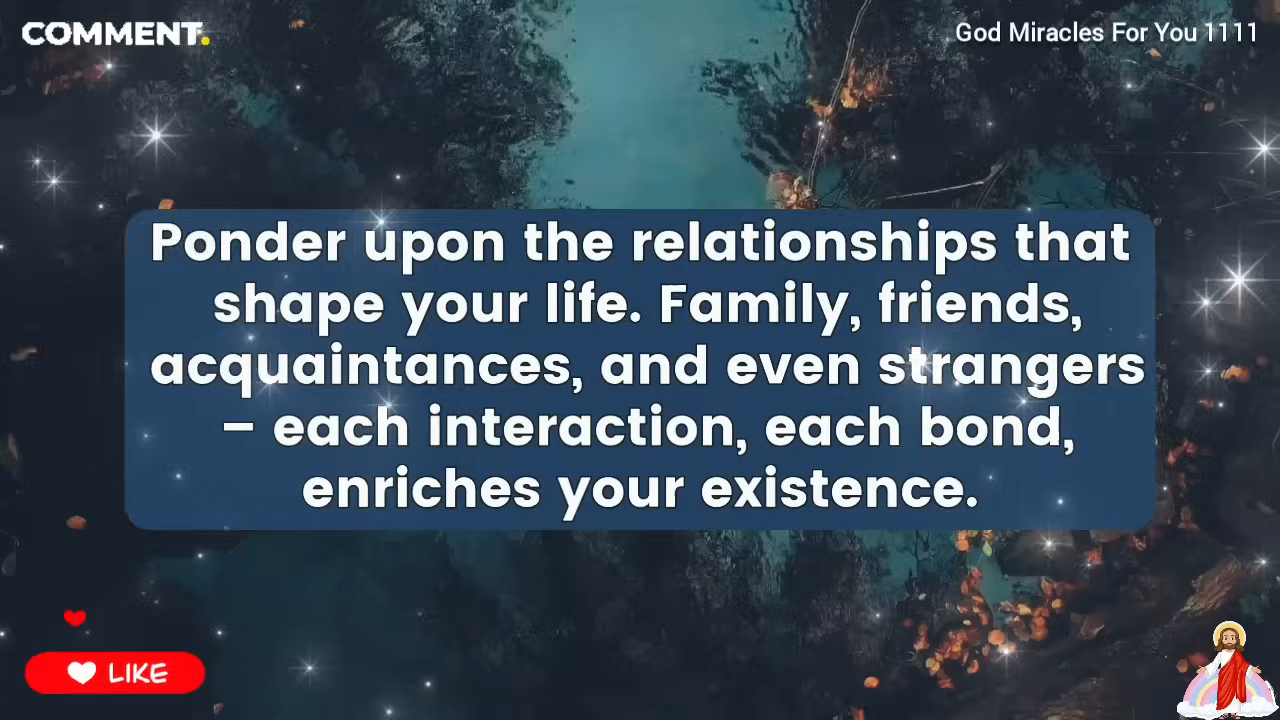 COMMENT.
God Miracles For You 1111
Ponder upon the relationships that
shape your life. Family, friends,
acquaintances, and even strangers
– each interaction, each bond,
enriches your existence.
LIKE